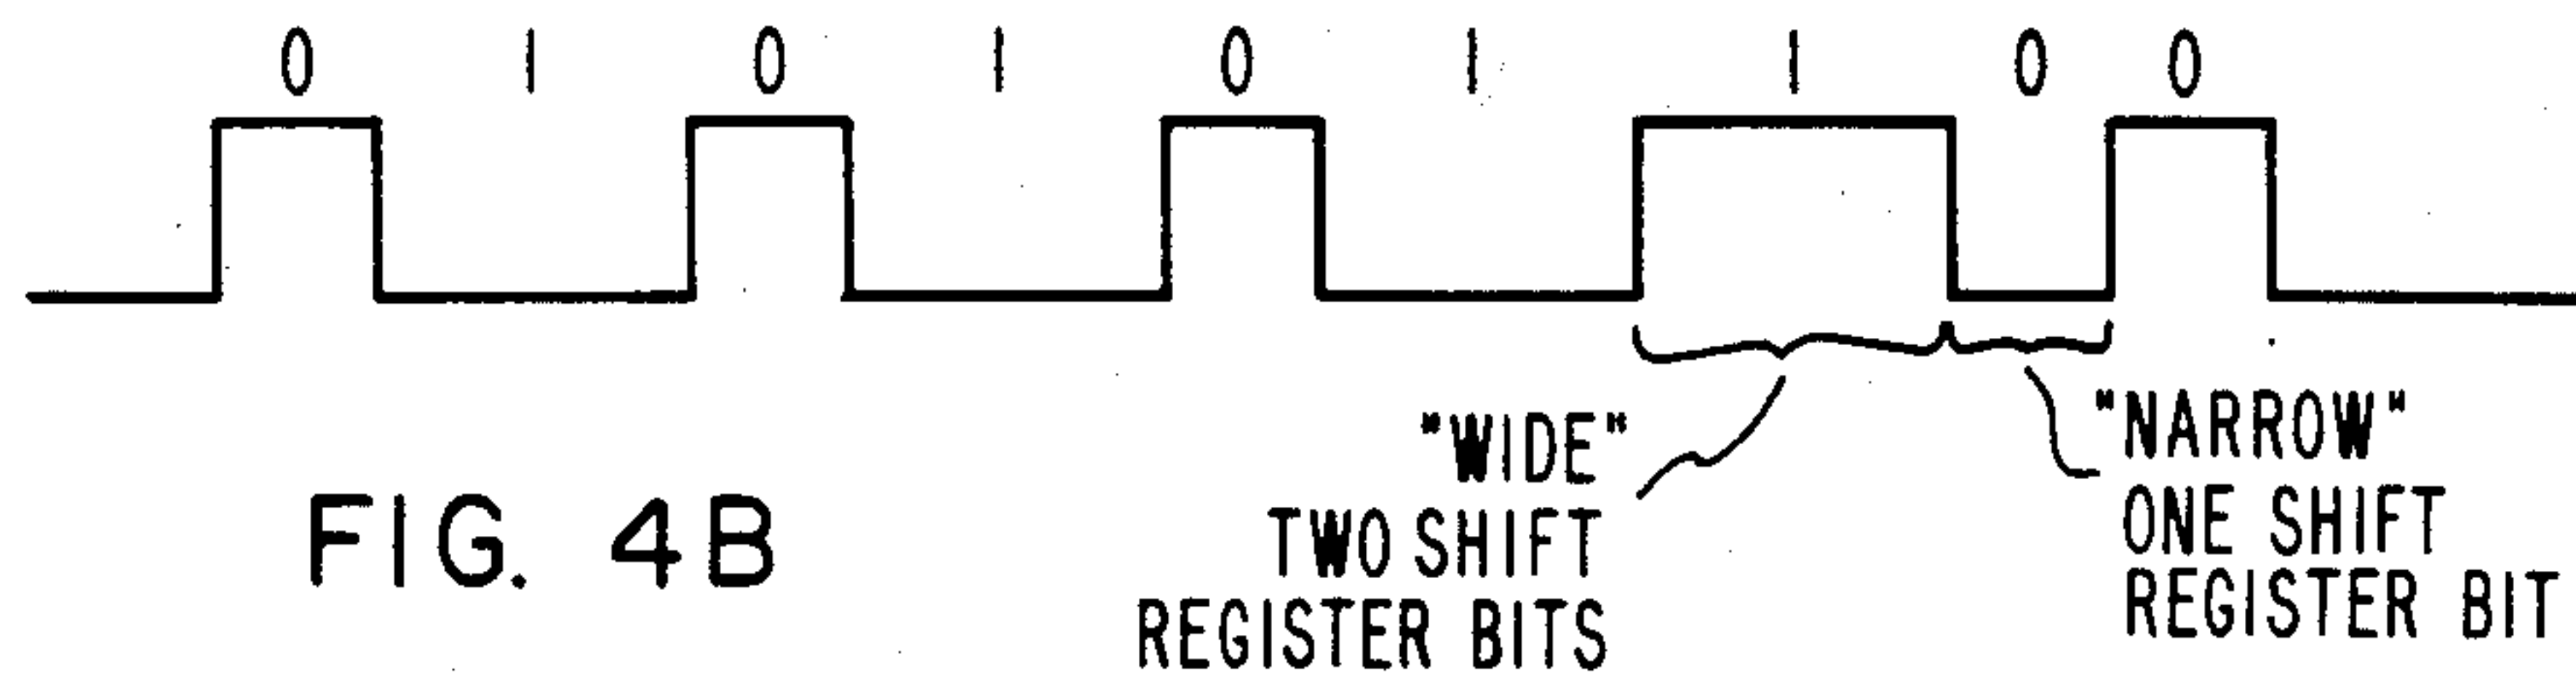 0 1 0 1 0 1 1 0 0
"WIDE"
TWO SHIFT
REGISTER BITS
"NARROW"
ONE SHIFT
REGISTER BIT
FIG. 4B